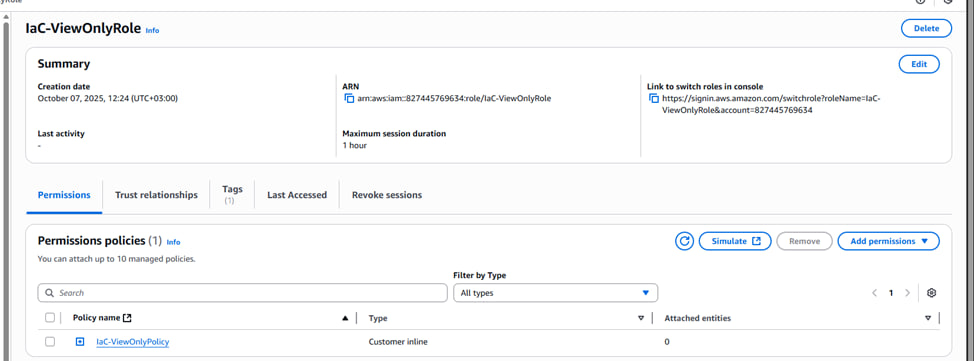 IaC-ViewOnlyRole Info
Delete
Summary
Edit
Creation date
October 07, 2025, 12:24 (UTC+03:00)
ARN
arn:aws:iam::827445769634:role/IaC-ViewOnlyRole
Link to switch roles in console
https://signin.aws.amazon.com/switchrole?roleName=IaC-
ViewOnlyRole&account=827445769634
Last activity
-
Maximum session duration
1 hour
Permissions
Trust relationships
Tags
(1)
Last Accessed
Revoke sessions
Permissions policies (1) Info
Simulate
Remove
Add permissions
You can attach up to 10 managed policies.
Filter by Type
Search
All types
1
Policy name
Type
Attached entities
IaC-ViewOnlyPolicy
Customer inline
0